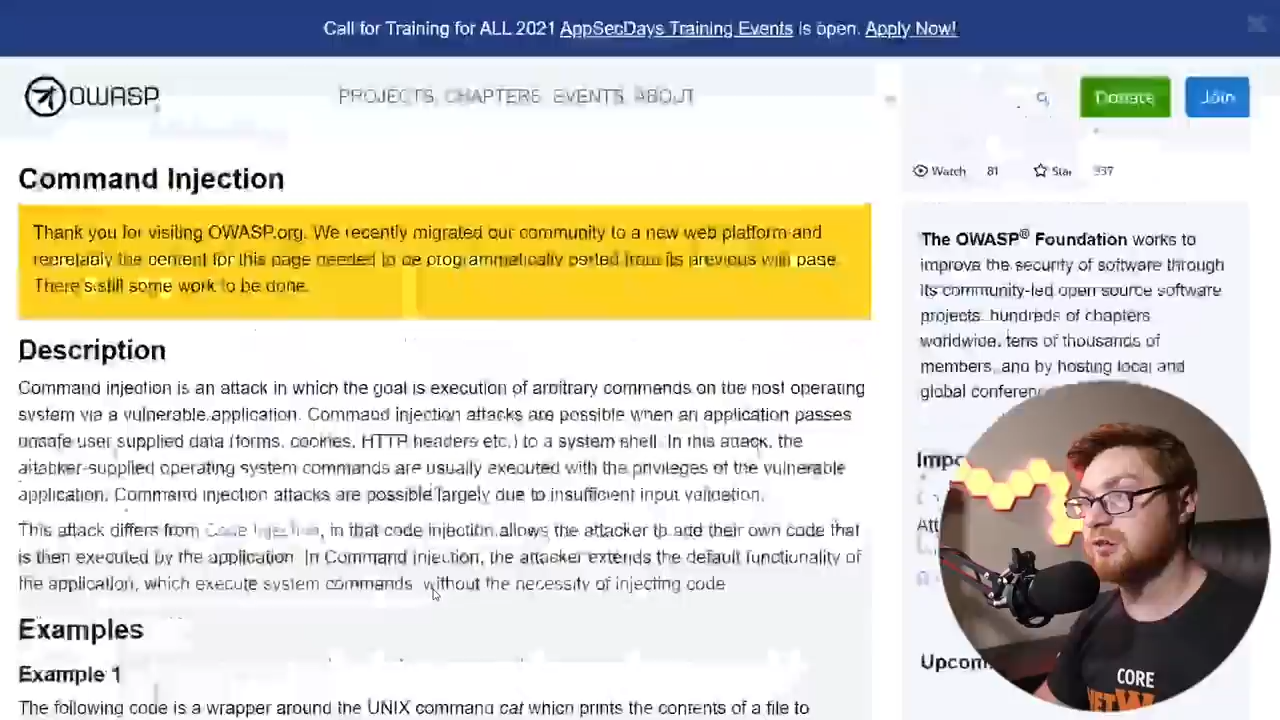 Call for Training for ALL 2021 AppSecDays Training Events is open. Apply Now!
OWASP
PROJECTS CHAPTERS EVENTS ABOUT
Donate
Join
Watch 81 Star 337
Command Injection
Thank you for visiting OWASP.org. We recently migrated our community to a new web platform and
the content for this page needed to be programmatically ported from its previous wiki page.
There's still some work to be done.
The OWASP® Foundation works to
improve the security of software through
its community-led open source software
projects, hundreds of chapters
worldwide, tens of thousands of
members, and by hosting local and
global
Description
Command injection is an attack in which the goal is execution of arbitrary commands on the host operating
system via a vulnerable application. Command injection attacks are possible when an application passes
unsafe user supplied data (forms, cookies, HTTP headers etc.) to a system shell. In this attack, the
attacker-supplied operating system commands are usually executed with the privileges of the vulnerable
application. Command injection attacks are possible largely due to insufficient input validation.
This attack differs from Code Injection, in that code injection allows the attacker to add their own code that
is then executed by the application. In Command Injection, the attacker extends the default functionality of
the application, which execute system commands, without the necessity of injecting code
Examples
Example 1
The following code is a wrapper around the UNIX command cat which prints the contents of a file to
Upcom
CORE